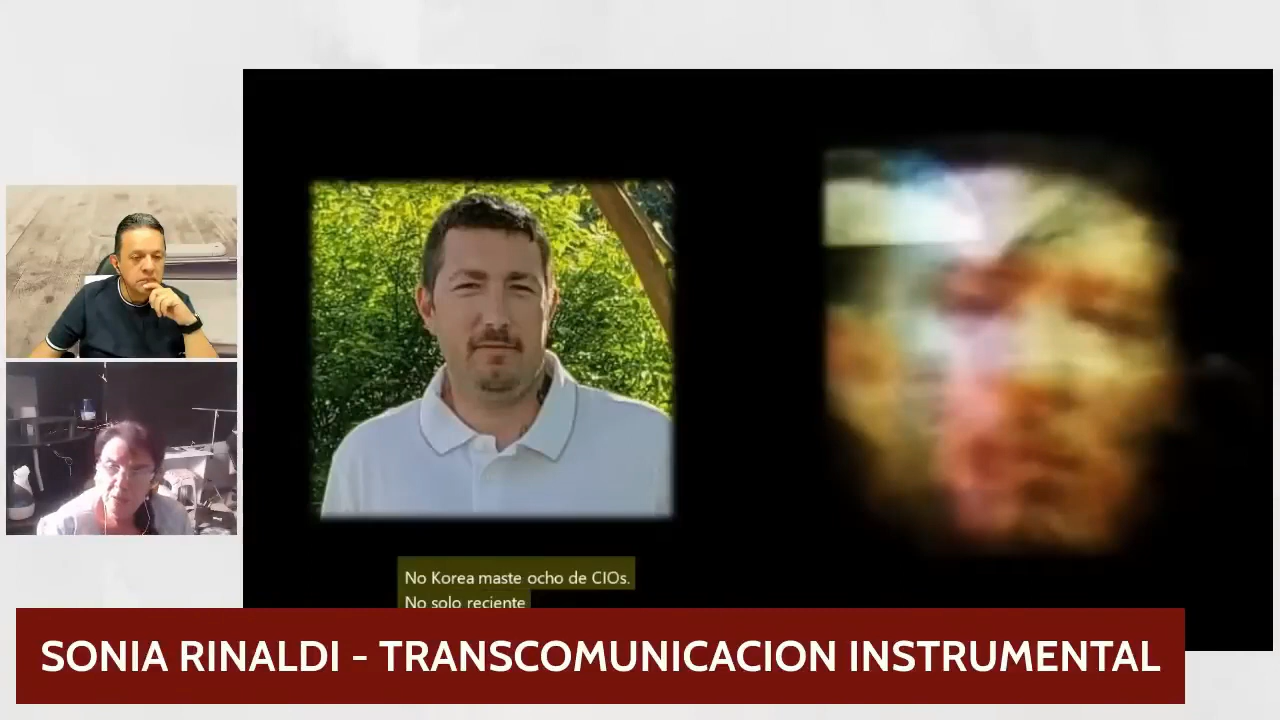 No Korea maste ocho de CIOs.
No solo reciente
SONIA RINALDI - TRANSCOMUNICACION INSTRUMENTAL